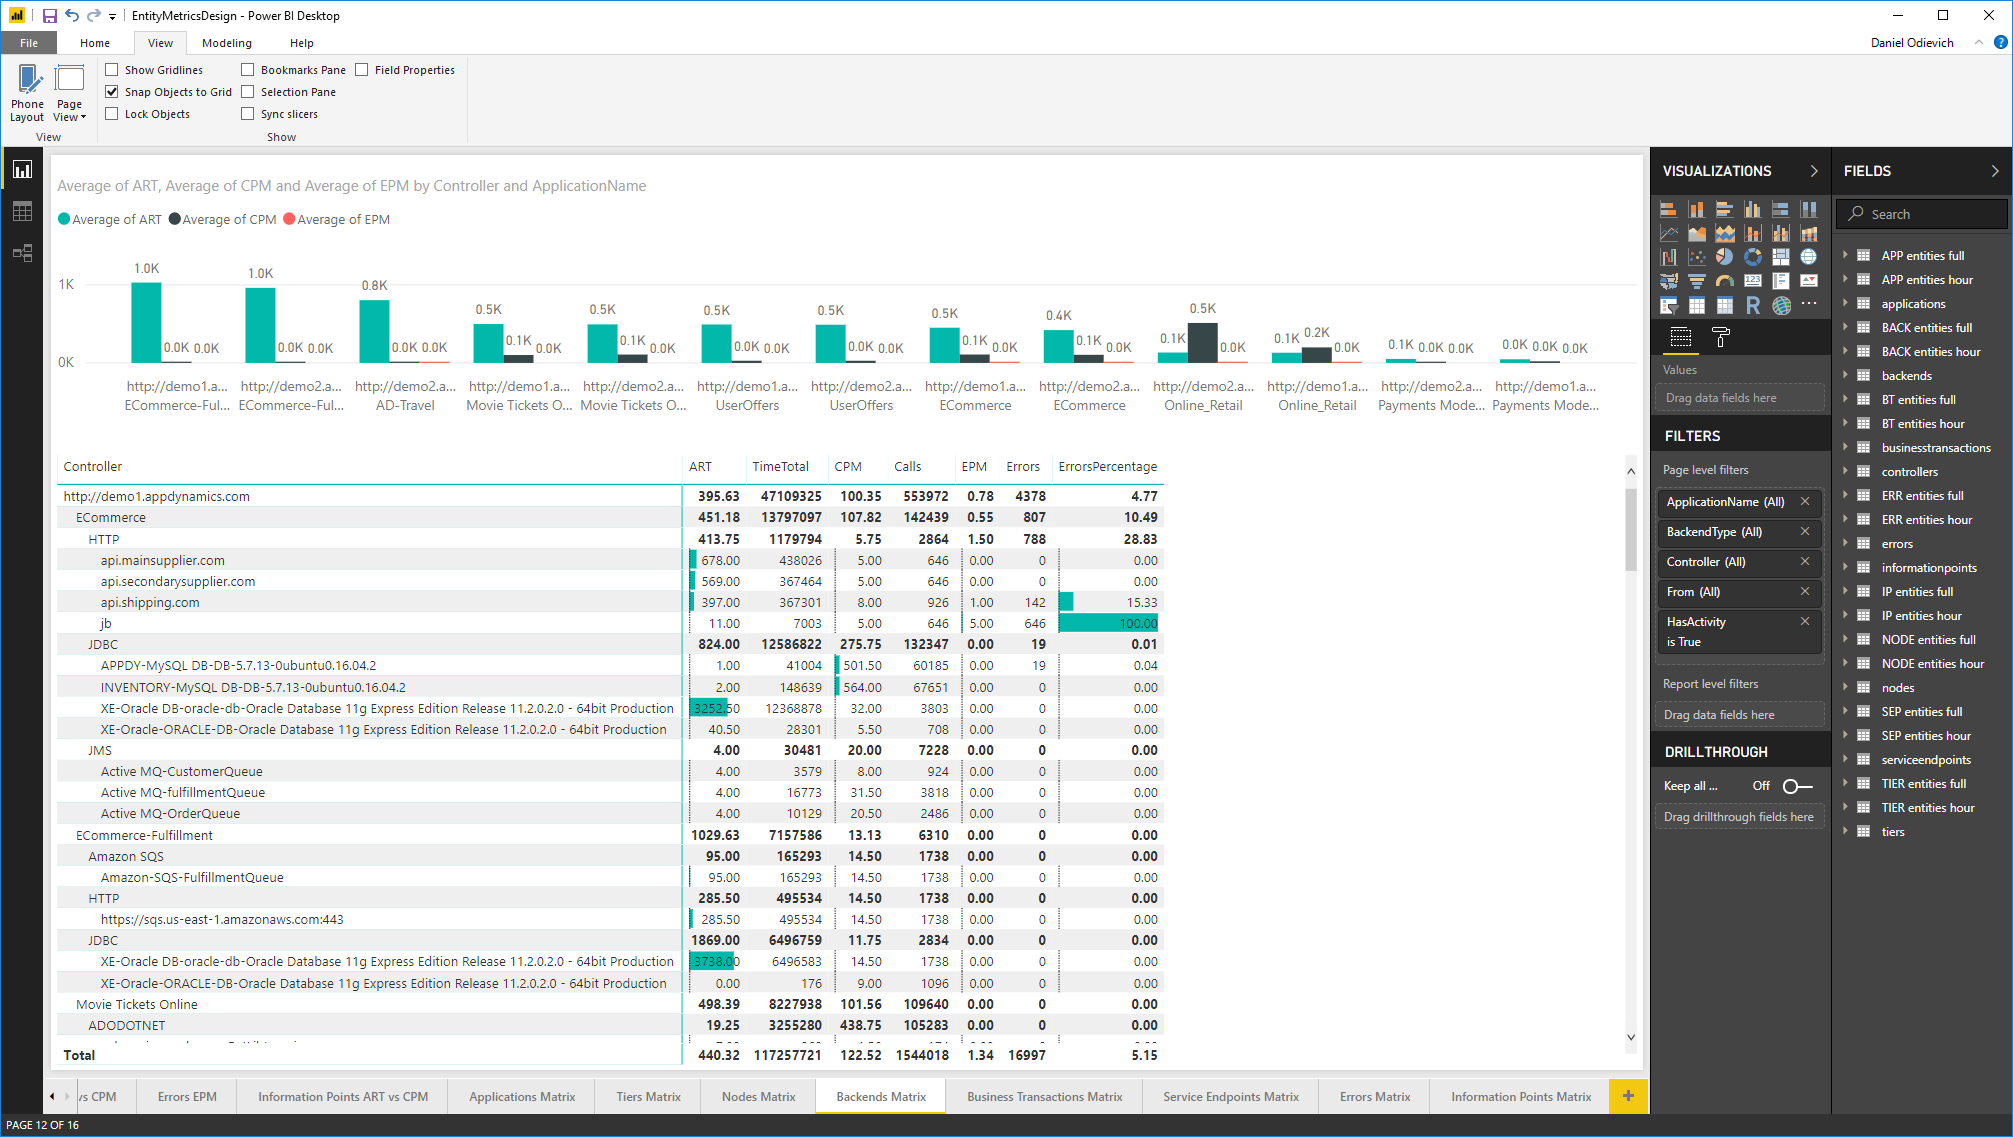 EntityMetricsDesign - Power BI Desktop
File Home View Modeling Help
Daniel Odievich
Phone Layout
Page View
Show Gridlines
Snap Objects to Grid
Lock Objects
Bookmarks Pane
Selection Pane
Sync slicers
Field Properties
View
Show
Average of ART, Average of CPM and Average of EPM by Controller and ApplicationName
Average of ART Average of CPM Average of EPM
1K
0K
1.0K 0.0K 0.0K
1.0K 0.0K 0.0K
0.8K 0.0K 0.0K
0.5K 0.1K 0.0K
0.5K 0.1K 0.0K
0.5K 0.0K 0.0K
0.5K 0.0K 0.0K
0.5K 0.1K 0.0K
0.4K 0.1K 0.0K
0.1K 0.5K 0.0K
0.1K 0.2K 0.0K
0.1K 0.0K 0.0K
0.0K 0.0K 0.0K
http://demo1.a... http://demo2.a... http://demo2.a... http://demo1.a... http://demo2.a... http://demo1.a... http://demo2.a... http://demo1.a... http://demo2.a... http://demo2.a... http://demo1.a... http://demo2.a... http://demo1.a...
ECommerce-Ful... ECommerce-Ful... AD-Travel Movie Tickets O... Movie Tickets O... UserOffers UserOffers ECommerce ECommerce Online_Retail Online_Retail Payments Mode... Payments Mode...
Controller ART TimeTotal CPM Calls EPM Errors ErrorsPercentage
http://demo1.appdynamics.com 395.63 47109325 100.35 553972 0.78 4378 4.77
ECommerce 451.18 13797097 107.82 142439 0.55 807 10.49
HTTP 413.75 1179794 5.75 2864 1.50 788 28.83
api.mainsupplier.com 678.00 438026 5.00 646 0.00 0 0.00
api.secondarysupplier.com 569.00 367464 5.00 646 0.00 0 0.00
api.shipping.com 397.00 367301 8.00 926 1.00 142 15.33
jb 11.00 7003 5.00 646 5.00 646 100.00
JDBC 824.00 12586822 275.75 132347 0.00 19 0.01
APPDY-MySQL DB-DB-5.7.13-0ubuntu0.16.04.2 1.00 41004 501.50 60185 0.00 19 0.04
INVENTORY-MySQL DB-DB-5.7.13-0ubuntu0.16.04.2 2.00 148639 564.00 67651 0.00 0 0.00
XE-Oracle DB-oracle-db-Oracle Database 11g Express Edition Release 11.2.0.2.0 - 64bit Production 3252.50 12368878 32.00 3803 0.00 0 0.00
XE-Oracle-ORACLE-DB-Oracle Database 11g Express Edition Release 11.2.0.2.0 - 64bit Production 40.50 28301 5.50 708 0.00 0 0.00
JMS 4.00 30481 20.00 7228 0.00 0 0.00
Active MQ-CustomerQueue 4.00 3579 8.00 924 0.00 0 0.00
Active MQ-fulfillmentQueue 4.00 16773 31.50 3818 0.00 0 0.00
Active MQ-OrderQueue 4.00 10129 20.50 2486 0.00 0 0.00
ECommerce-Fulfillment 1029.63 7157586 13.13 6310 0.00 0 0.00
Amazon SQS 95.00 165293 14.50 1738 0.00 0 0.00
Amazon-SQS-FulfillmentQueue 95.00 165293 14.50 1738 0.00 0 0.00
HTTP 285.50 495534 14.50 1738 0.00 0 0.00
https://sqs.us-east-1.amazonaws.com:443 285.50 495534 14.50 1738 0.00 0 0.00
JDBC 1869.00 6496759 11.75 2834 0.00 0 0.00
XE-Oracle DB-oracle-db-Oracle Database 11g Express Edition Release 11.2.0.2.0 - 64bit Production 3738.00 6496583 14.50 1738 0.00 0 0.00
XE-Oracle-ORACLE-DB-Oracle Database 11g Express Edition Release 11.2.0.2.0 - 64bit Production 0.00 176 9.00 1096 0.00 0 0.00
Movie Tickets Online 498.39 8227938 101.56 109640 0.00 0 0.00
ADODOTNET 19.25 3255280 438.75 105283 0.00 0 0.00
Total 440.32 117257721 122.52 1544018 1.34 16997 5.15
VISUALIZATIONS
Values
Drag data fields here
FILTERS
Page level filters
ApplicationName (All)
BackendType (All)
Controller (All)
From (All)
HasActivity
is True
Report level filters
Drag data fields here
DRILLTHROUGH
Keep all ... Off
Drag drillthrough fields here
FIELDS
Search
APP entities full
APP entities hour
applications
BACK entities full
BACK entities hour
backends
BT entities full
BT entities hour
businesstransactions
controllers
ERR entities full
ERR entities hour
errors
informationpoints
IP entities full
IP entities hour
NODE entities full
NODE entities hour
nodes
SEP entities full
SEP entities hour
serviceendpoints
TIER entities full
TIER entities hour
tiers
vs CPM Errors EPM Information Points ART vs CPM Applications Matrix Tiers Matrix Nodes Matrix Backends Matrix Business Transactions Matrix Service Endpoints Matrix Errors Matrix Information Points Matrix +
PAGE 12 OF 16